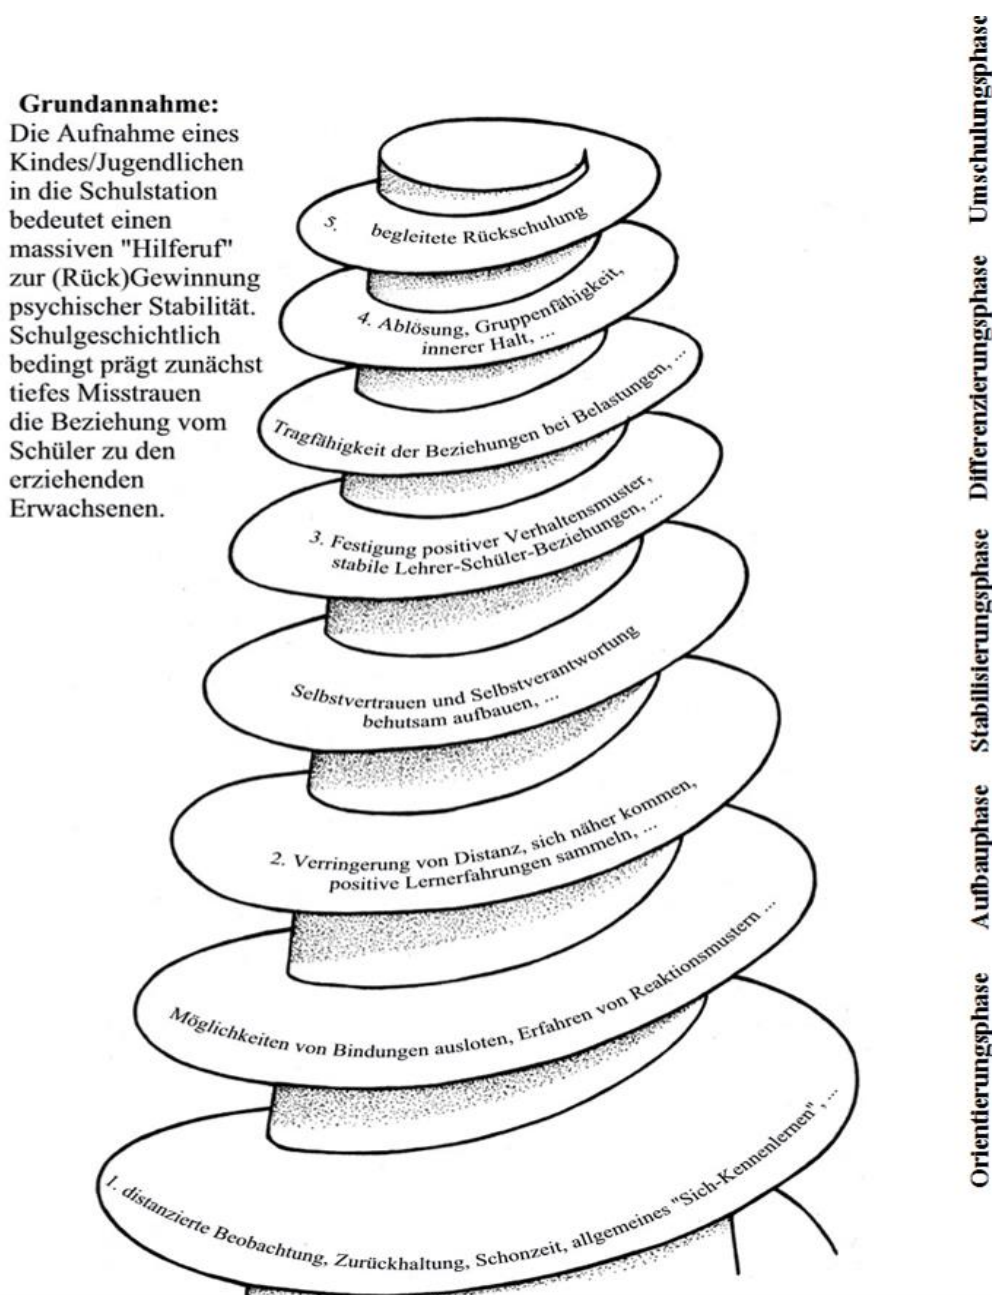 Grundannahme:
Die Aufnahme eines
Kindes/Jugendlichen
in die Schulstation
bedeutet einen
massiven "Hilferuf"
zur (Rück)Gewinnung
psychischer Stabilität.
Schulgeschichtlich
bedingt prägt zunächst
tiefes Misstrauen
die Beziehung vom
Schüler zu den
erziehenden
Erwachsenen.
5. begleitete Rückschulung
4. Ablösung, Gruppenfähigkeit,
innerer Halt, ...
Tragfähigkeit der Beziehungen bei Belastungen, ...
3. Festigung positiver Verhaltensmuster,
stabile Lehrer-Schüler-Beziehungen, ...
Selbstvertrauen und Selbstverantwortung
behutsam aufbauen, ...
2. Verringerung von Distanz, sich näher kommen,
positive Lernerfahrungen sammeln, ...
Möglichkeiten von Bindungen ausloten, Erfahren von Reaktionsmustern ...
1. distanzierte Beobachtung, Zurückhaltung, Schonzeit, allgemeines "Sich-Kennenlernen" , ...
Umschulungsphase
Differenzierungsphase
Stabilisierungsphase
Aufbauphase
Orientierungsphase